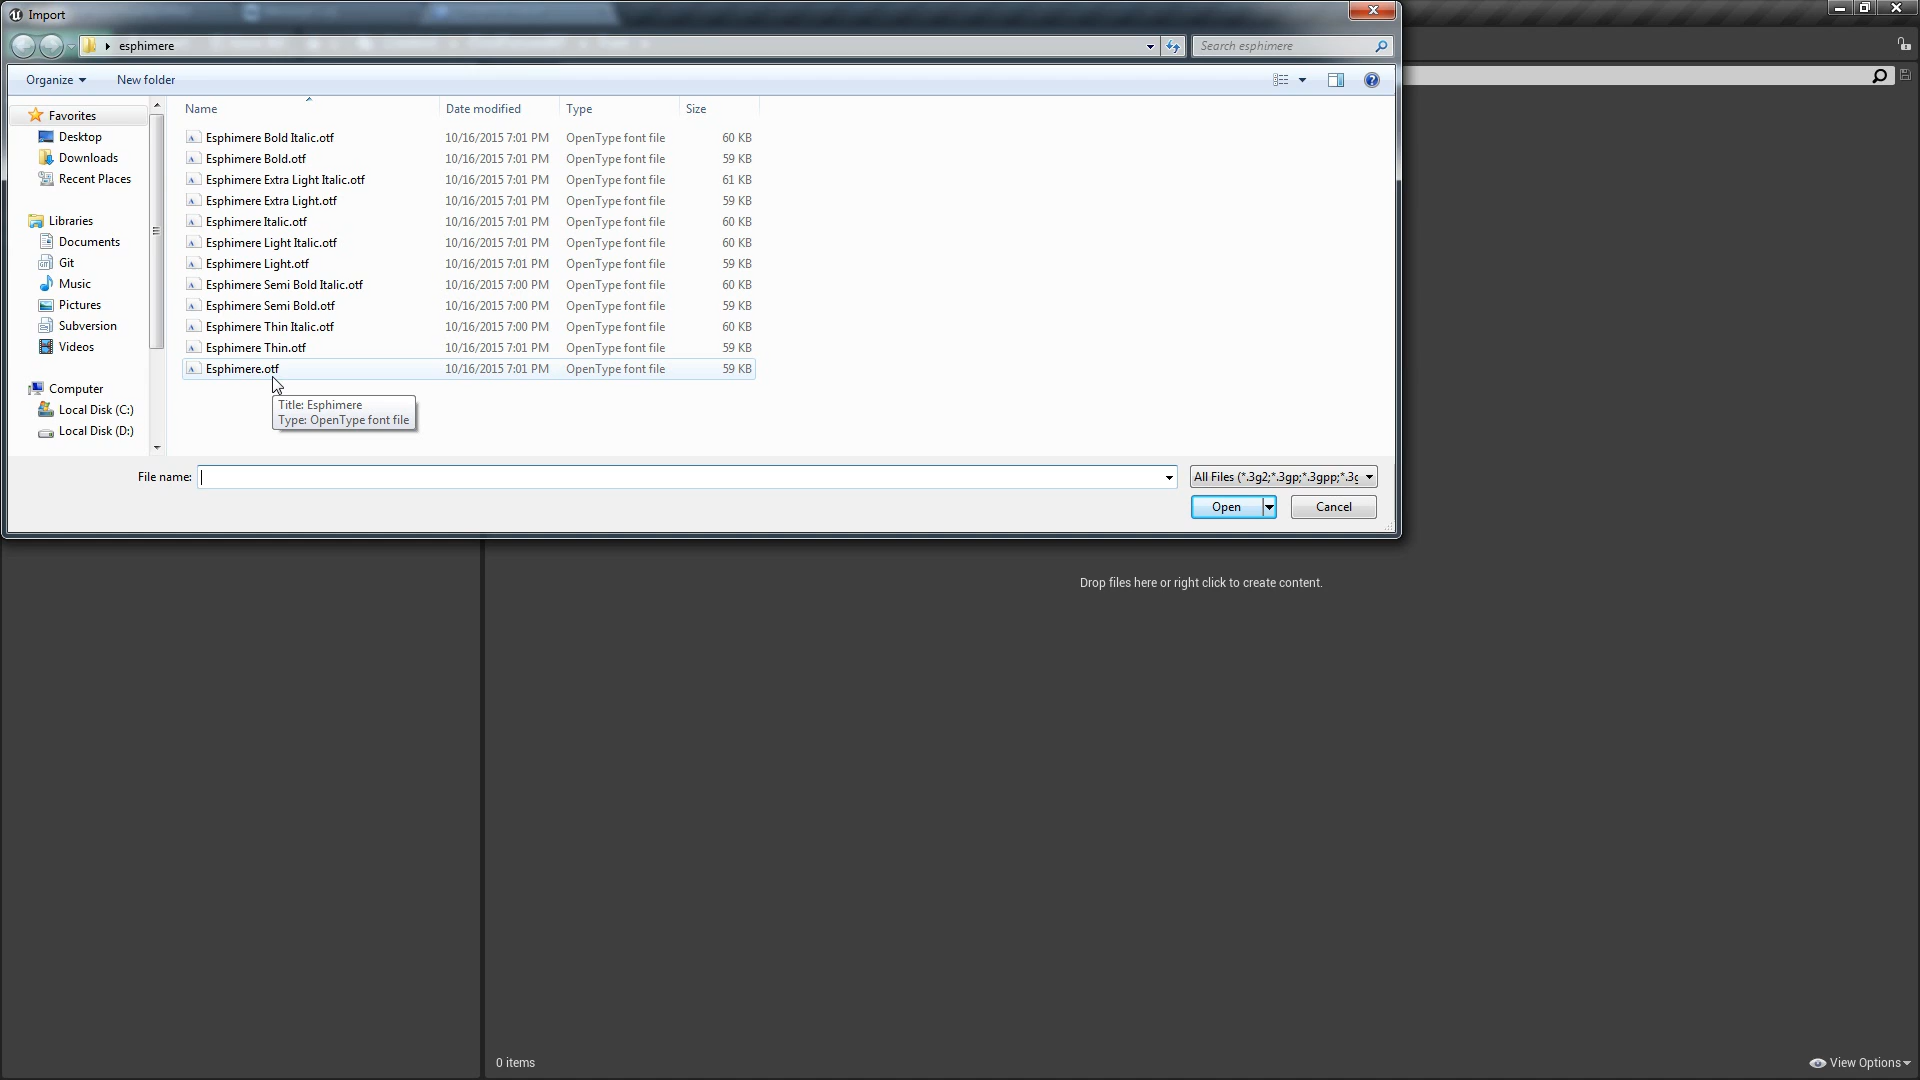 Import
esphimere
Search esphimere
Organize
New folder
Name
Date modified
Type
Size
Favorites
Desktop
Downloads
Recent Places
Libraries
Documents
Git
Music
Pictures
Subversion
Videos
Computer
Local Disk (C:)
Local Disk (D:)
Esphimere Bold Italic.otf 10/16/2015 7:01 PM OpenType font file 60 KB
Esphimere Bold.otf 10/16/2015 7:01 PM OpenType font file 59 KB
Esphimere Extra Light Italic.otf 10/16/2015 7:01 PM OpenType font file 61 KB
Esphimere Extra Light.otf 10/16/2015 7:01 PM OpenType font file 59 KB
Esphimere Italic.otf 10/16/2015 7:01 PM OpenType font file 60 KB
Esphimere Light Italic.otf 10/16/2015 7:01 PM OpenType font file 60 KB
Esphimere Light.otf 10/16/2015 7:01 PM OpenType font file 59 KB
Esphimere Semi Bold Italic.otf 10/16/2015 7:00 PM OpenType font file 60 KB
Esphimere Semi Bold.otf 10/16/2015 7:00 PM OpenType font file 59 KB
Esphimere Thin Italic.otf 10/16/2015 7:00 PM OpenType font file 60 KB
Esphimere Thin.otf 10/16/2015 7:01 PM OpenType font file 59 KB
Esphimere.otf 10/16/2015 7:01 PM OpenType font file 59 KB
Title: Esphimere
Type: OpenType font file
File name:
All Files (*.3g2;*.3gp;*.3gpp;*.3g
Open
Cancel
Drop files here or right click to create content.
0 items
View Options